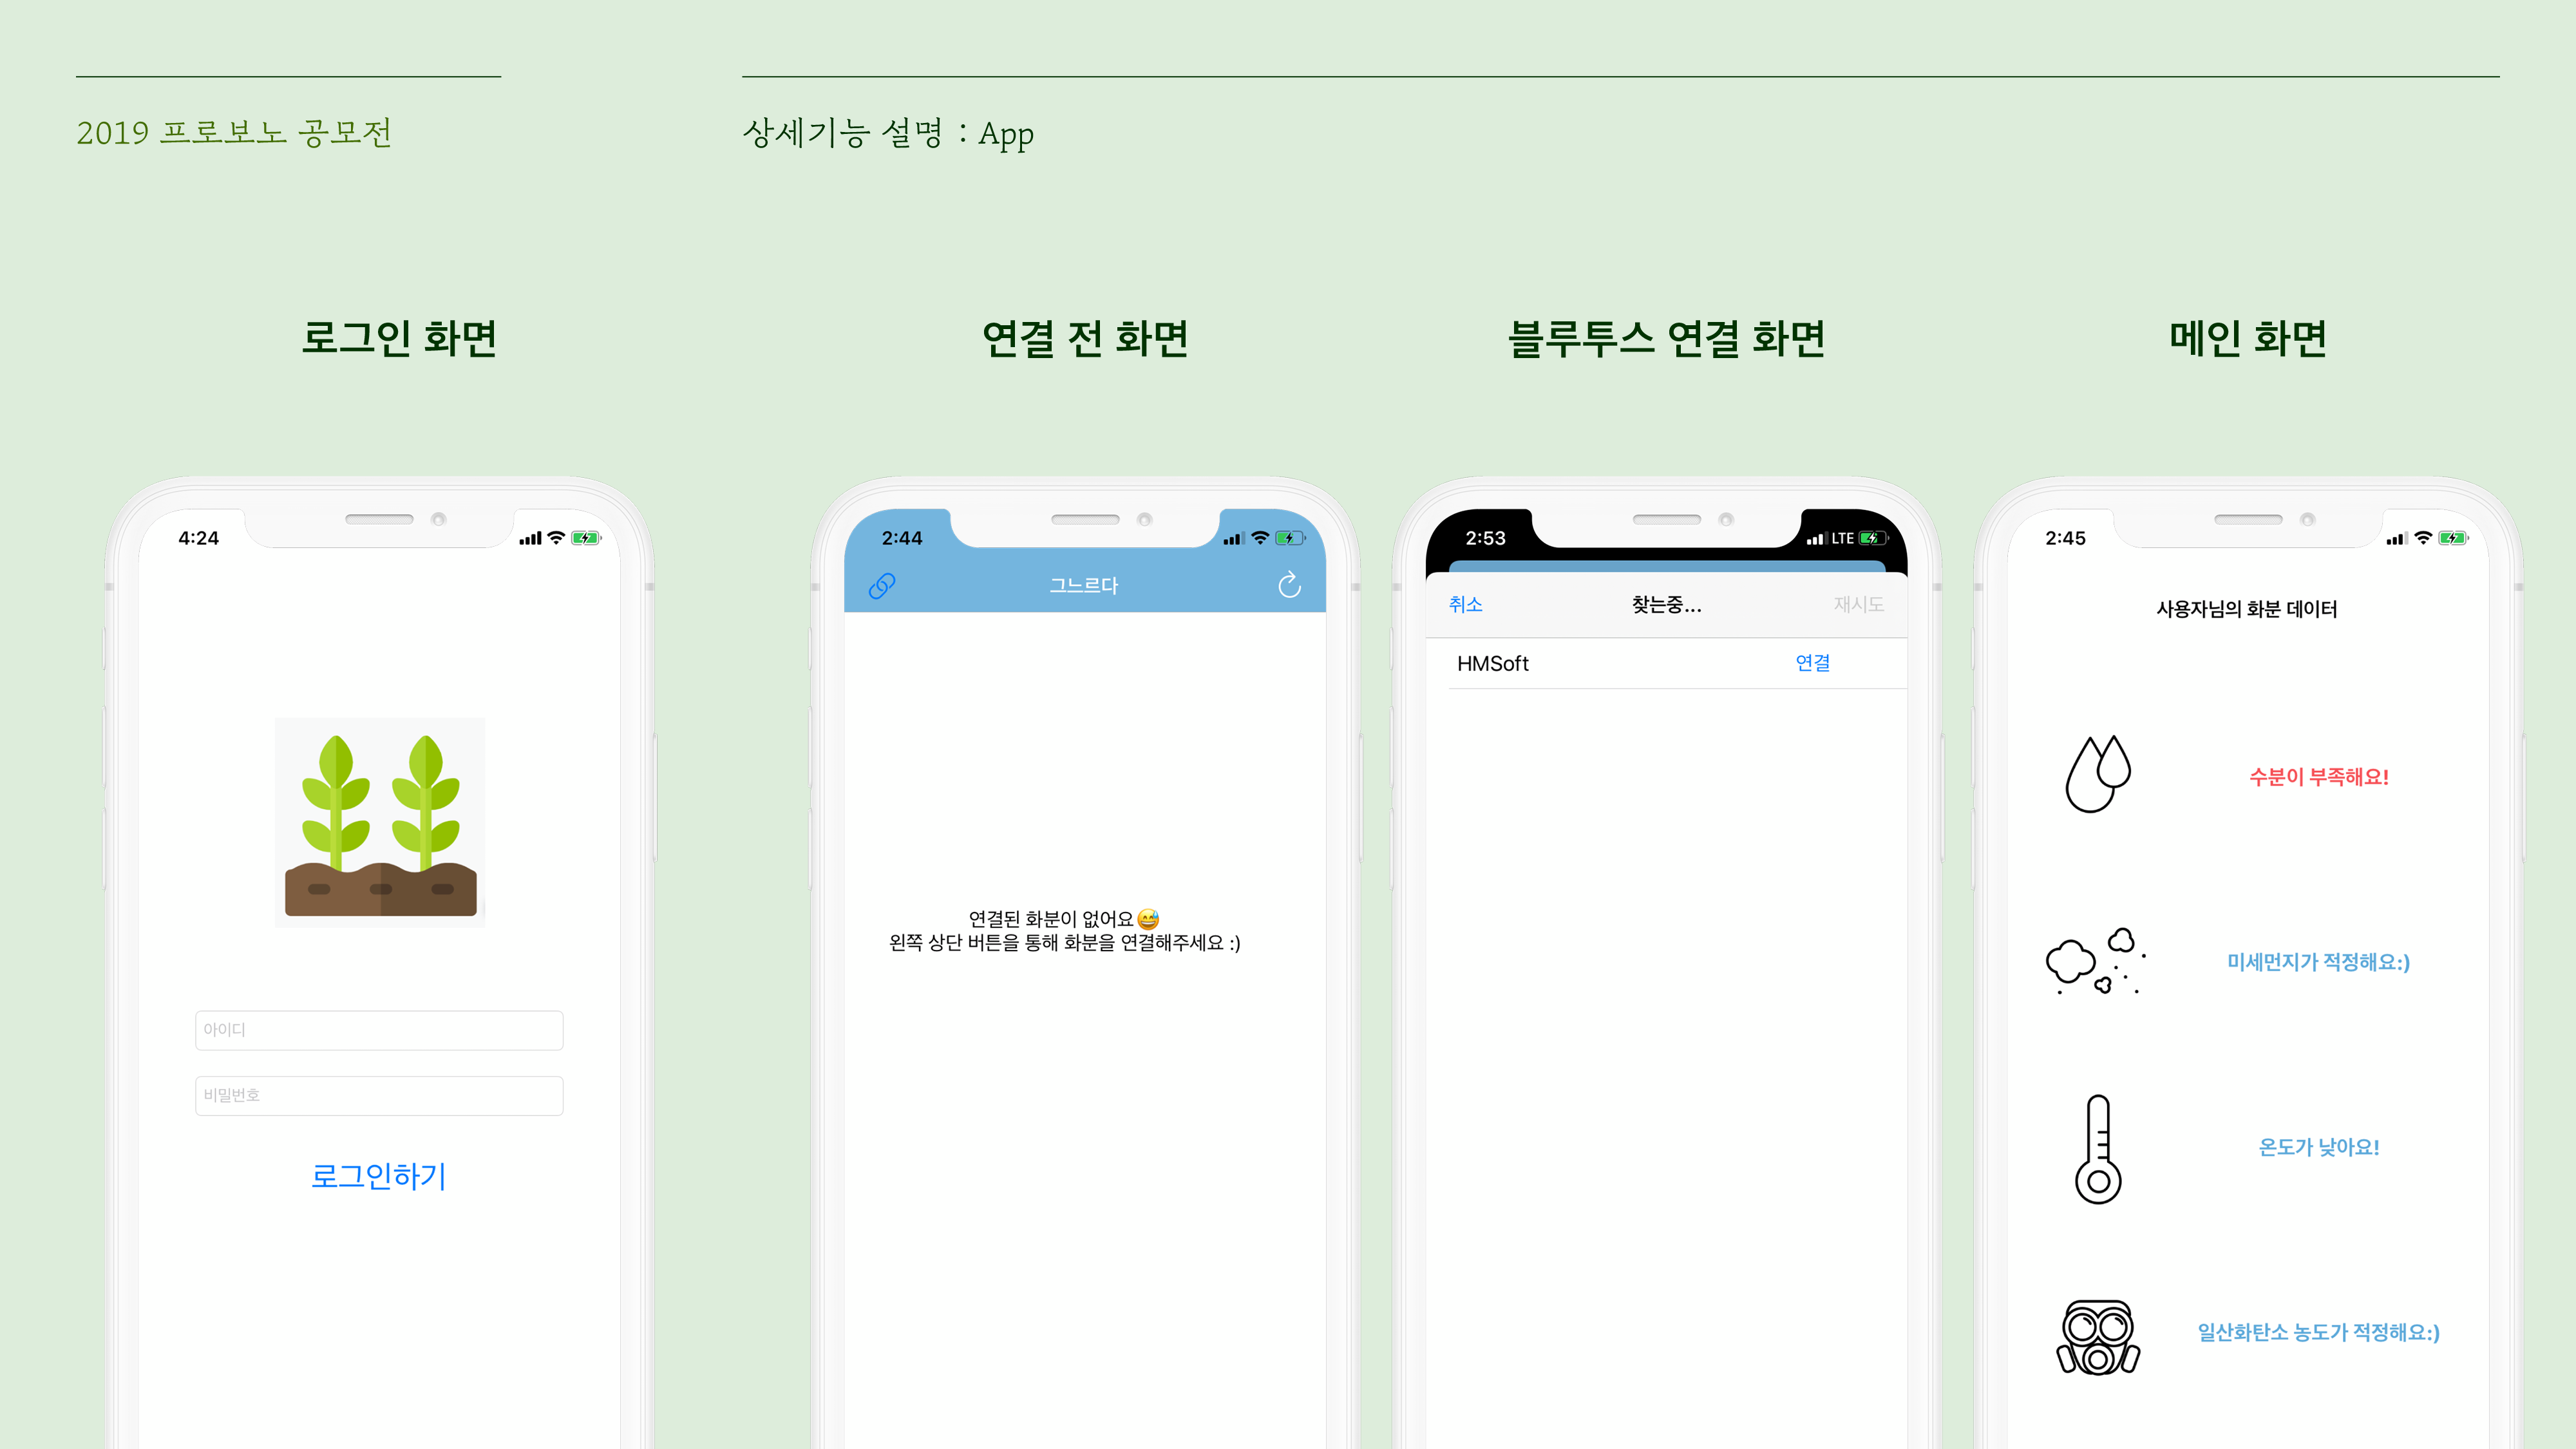 2019 프로보노 공모전
상세기능 설명 : App
로그인 화면
연결 전 화면
블루투스 연결 화면
메인 화면
4:24
아이디
비밀번호
로그인하기
2:44
그느르다
연결된 화분이 없어요😅
왼쪽 상단 버튼을 통해 화분을 연결해주세요 :)
2:53 LTE
취소 찾는중... 재시도
HMSoft 연결
2:45
사용자님의 화분 데이터
수분이 부족해요!
미세먼지가 적정해요:)
온도가 낮아요!
일산화탄소 농도가 적정해요:)